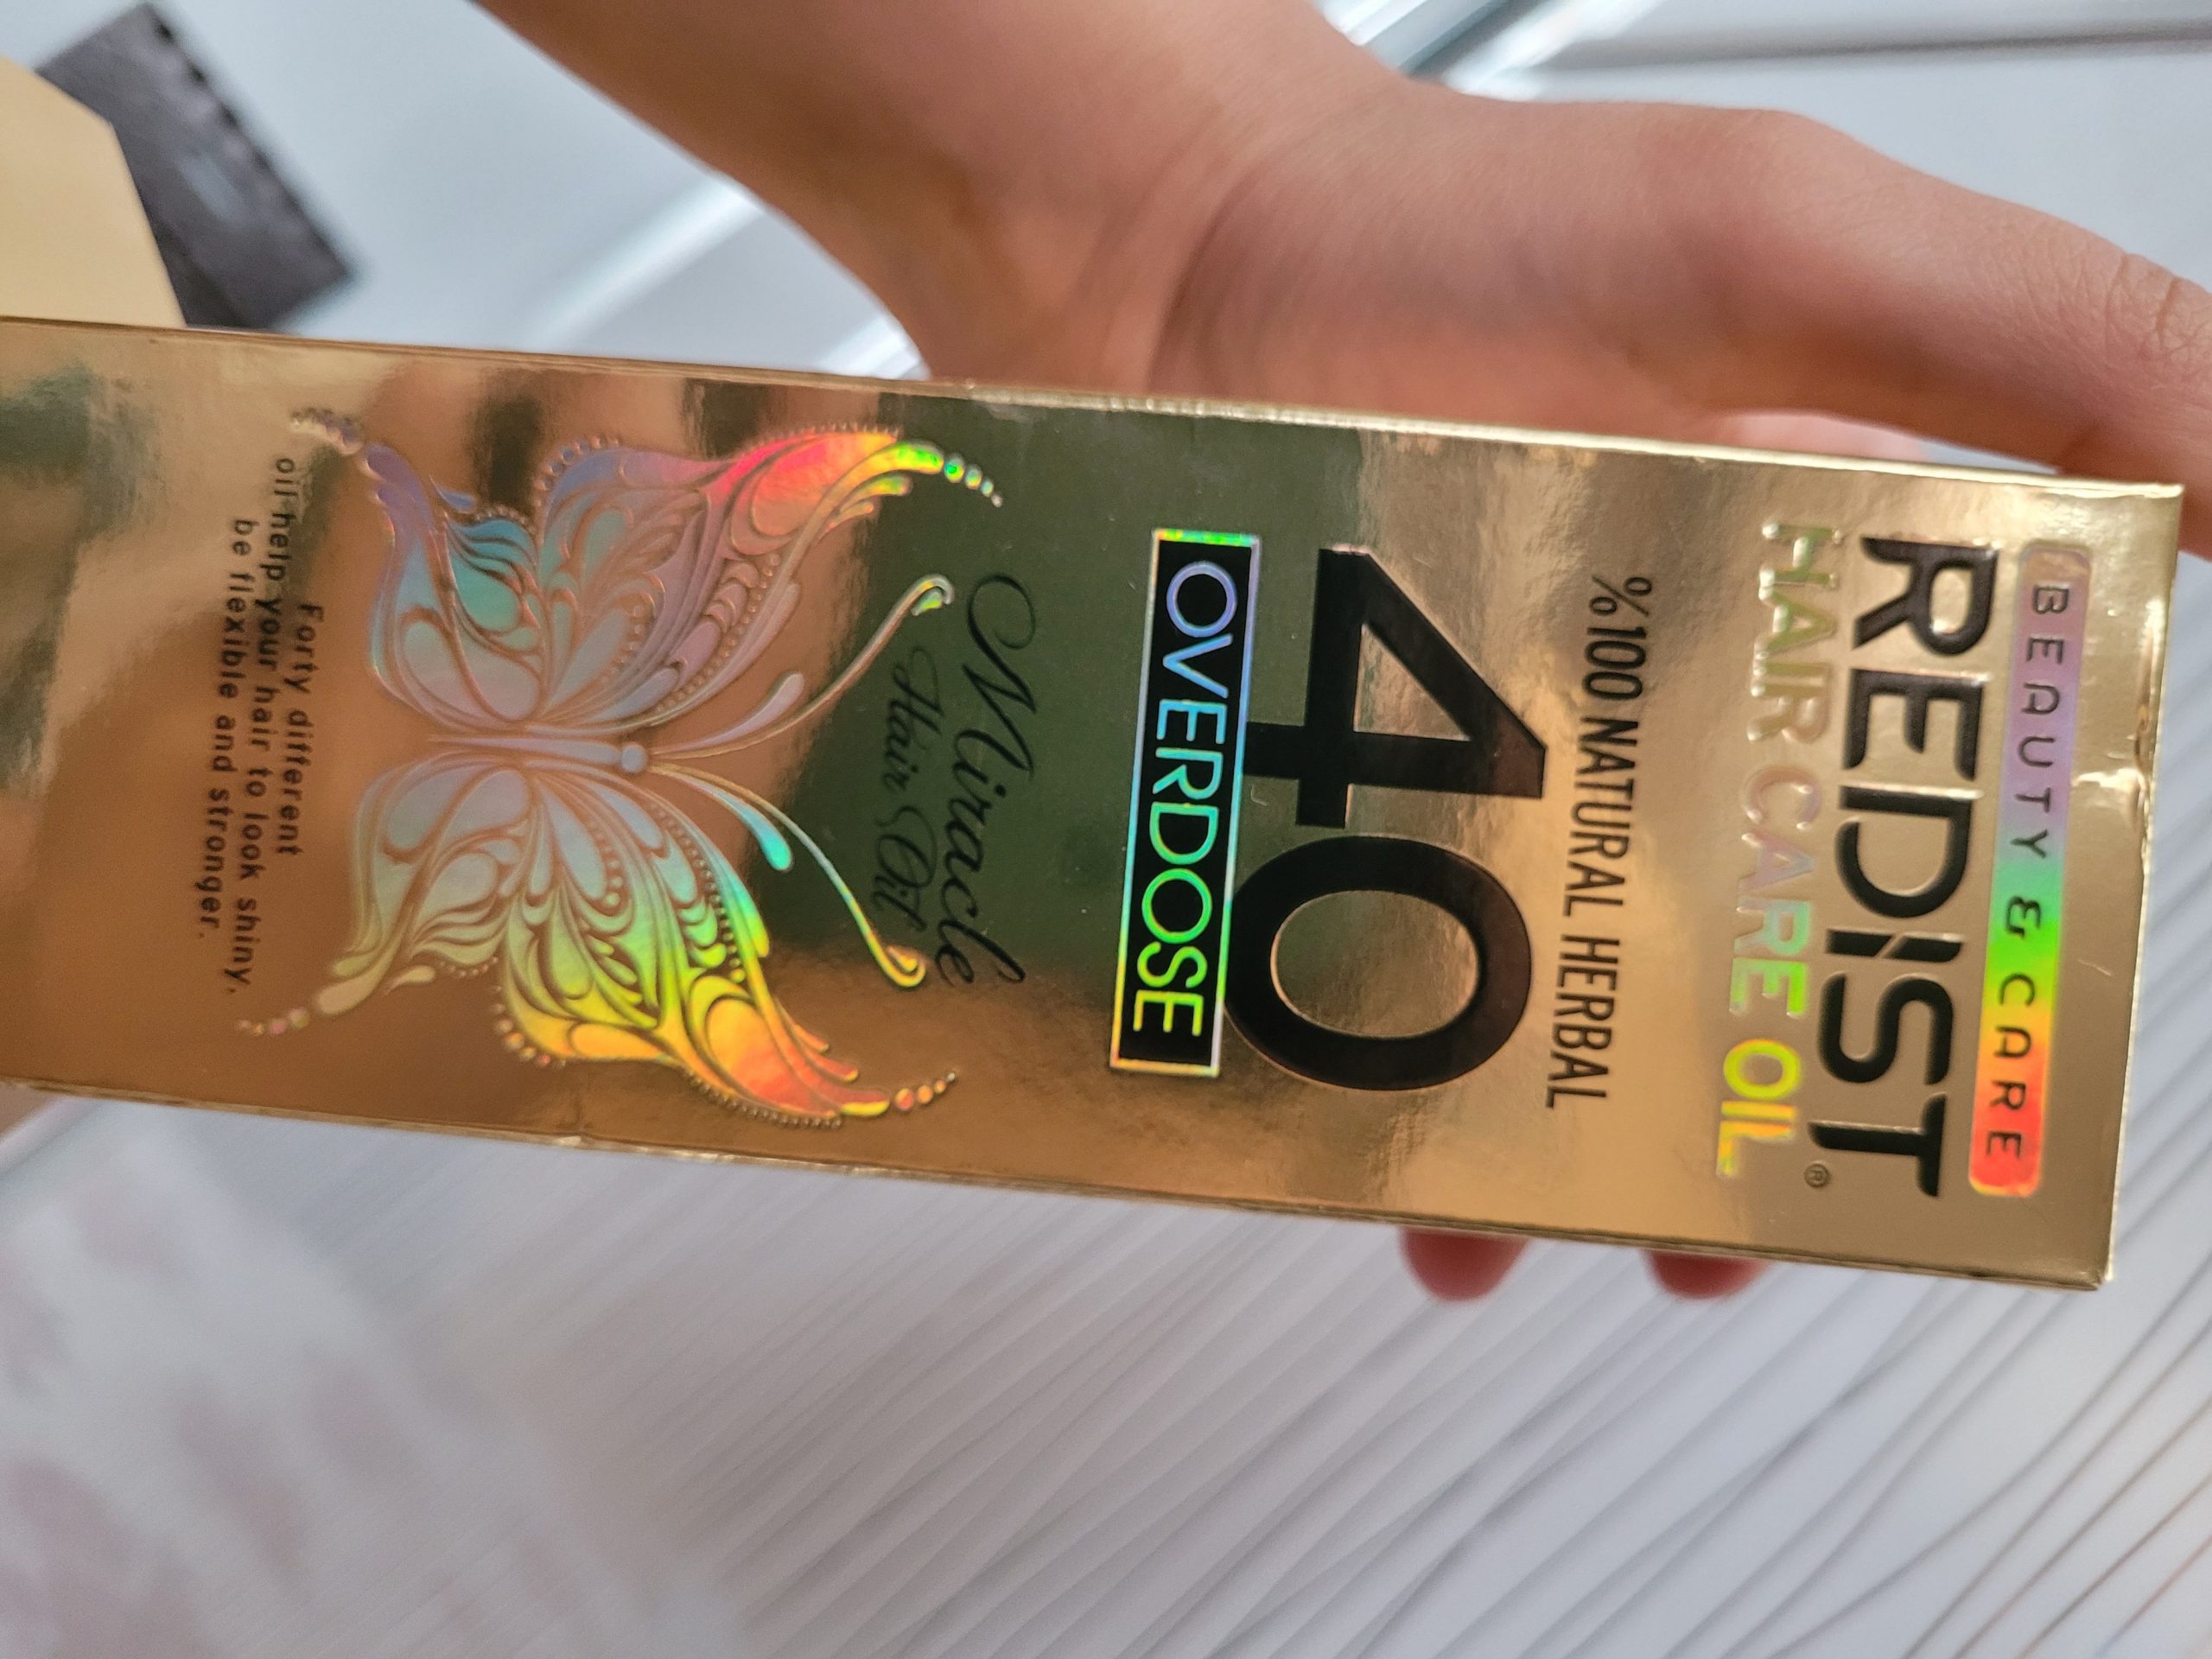 BEAUTY & CARE
REDIST®
HAIR CARE OIL
%100 NATURAL HERBAL
40
OVERDOSE
Miracle
Hair Oil
Forty different
oil help your hair to look shiny,
be flexible and stronger.